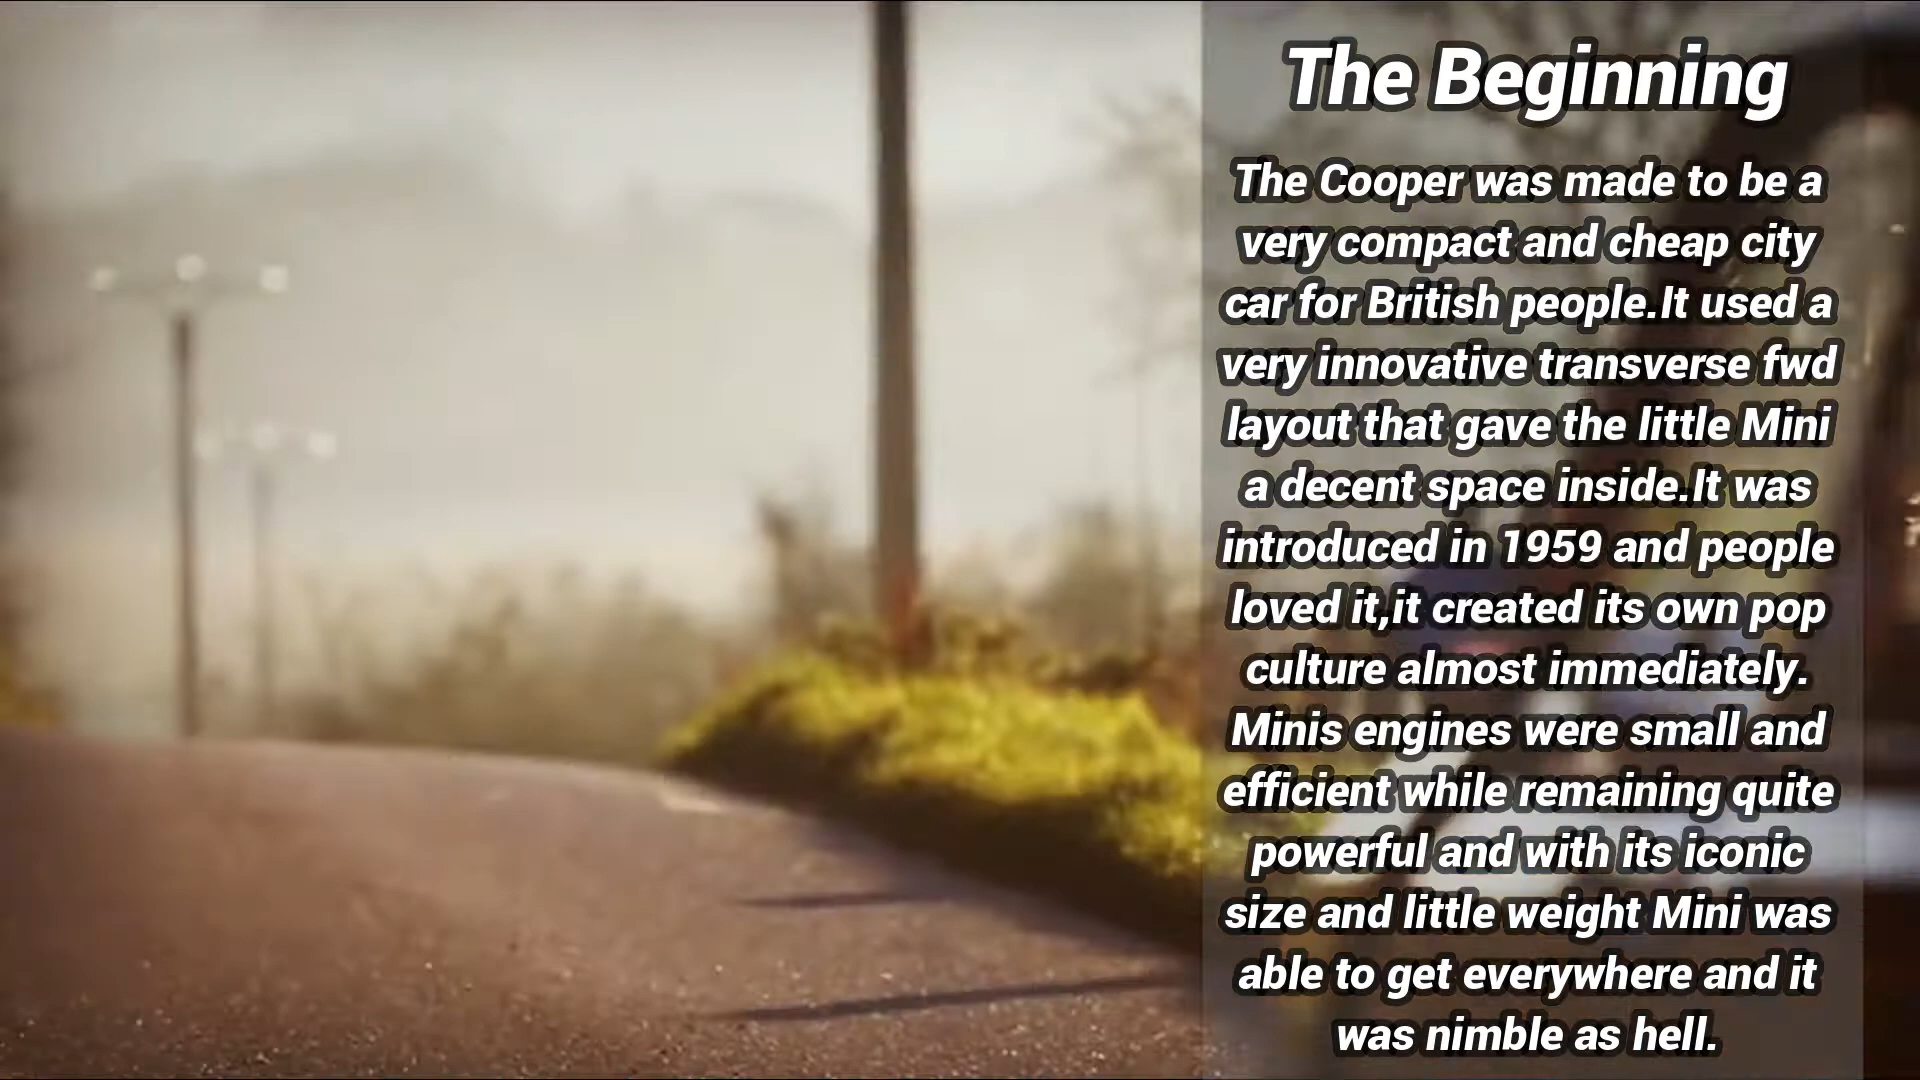 The Beginning
The Cooper was made to be a
very compact and cheap city
car for British people.It used a
very innovative transverse fwd
layout that gave the little Mini
a decent space inside.It was
introduced in 1959 and people
loved it,it created its own pop
culture almost immediately.
Minis engines were small and
efficient while remaining quite
powerful and with its iconic
size and little weight Mini was
able to get everywhere and it
was nimble as hell.